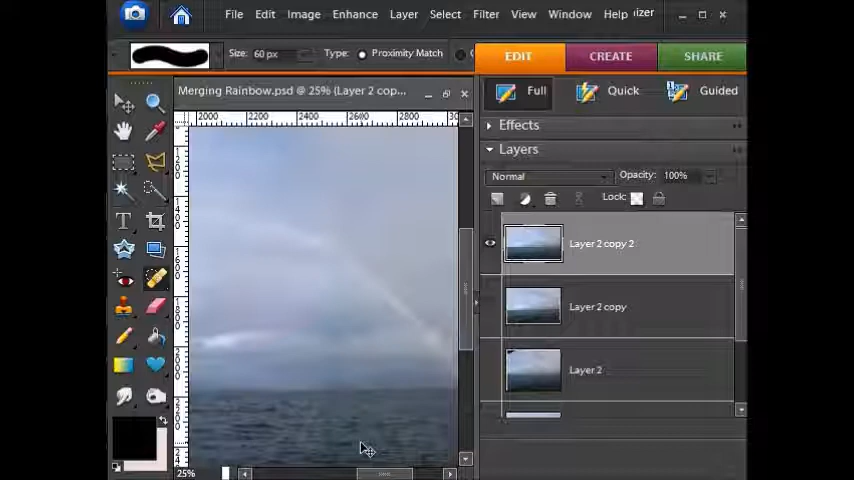 File Edit Image Enhance Layer Select Filter View Window Help izer
Size: 60 px Type: Proximity Match
EDIT CREATE SHARE
Merging Rainbow.psd @ 25% (Layer 2 cop...
Full Quick Guided
2000 2200 2400 2600 2800 30
Effects
Layers
Normal Opacity: 100%
Lock:
Layer 2 copy 2
Layer 2 copy
Layer 2
25%